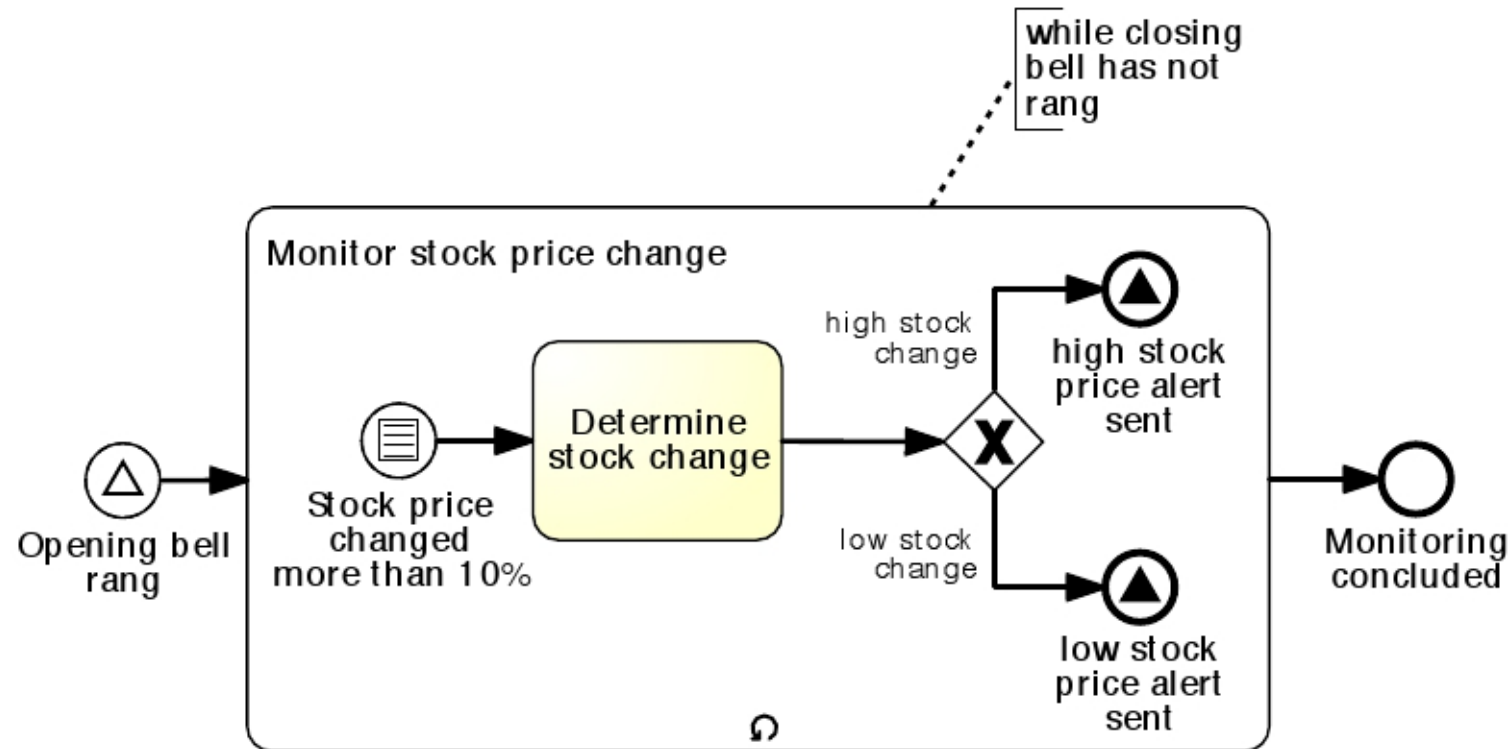 while closing
bell has not
rang
Monitor stock price change
high stock
change
high stock
price alert
sent
Determine
stock change
X
Stock price
changed
more than 10%
Opening bell
rang
low stock
change
low stock
price alert
sent
Monitoring
concluded